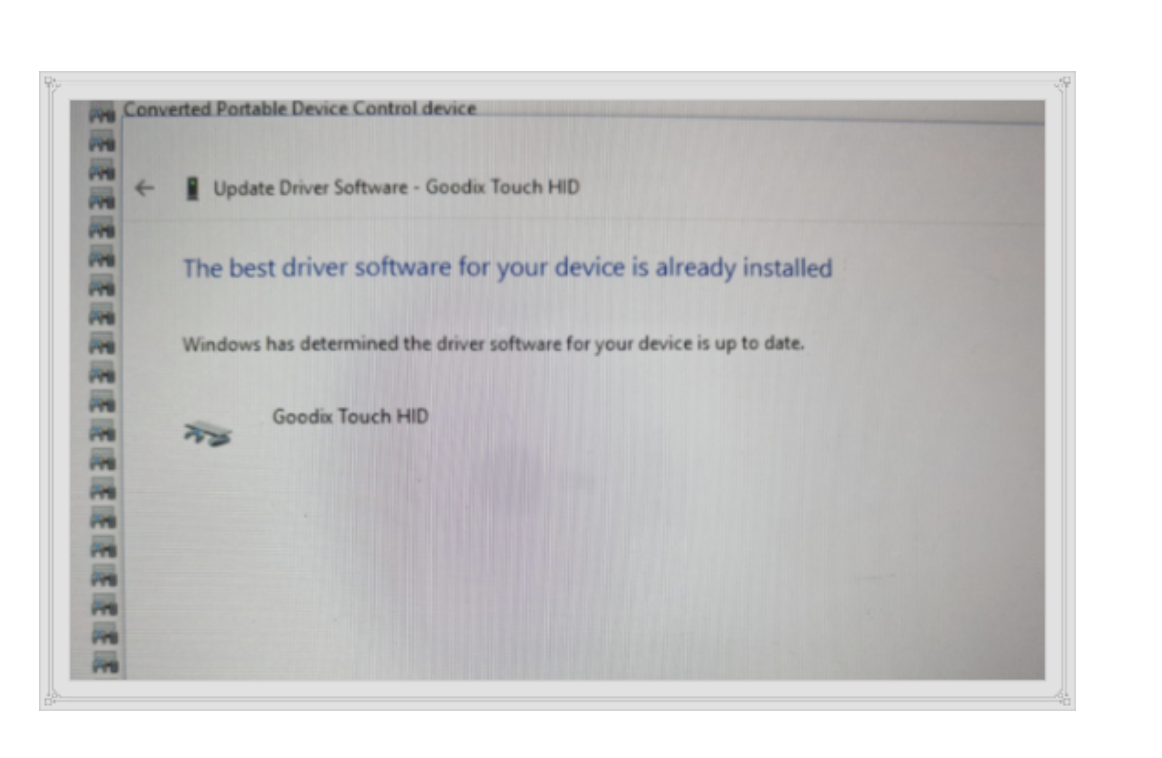 Converted Portable Device Control device
Update Driver Software - Goodix Touch HID
The best driver software for your device is already installed
Windows has determined the driver software for your device is up to date.
Goodix Touch HID